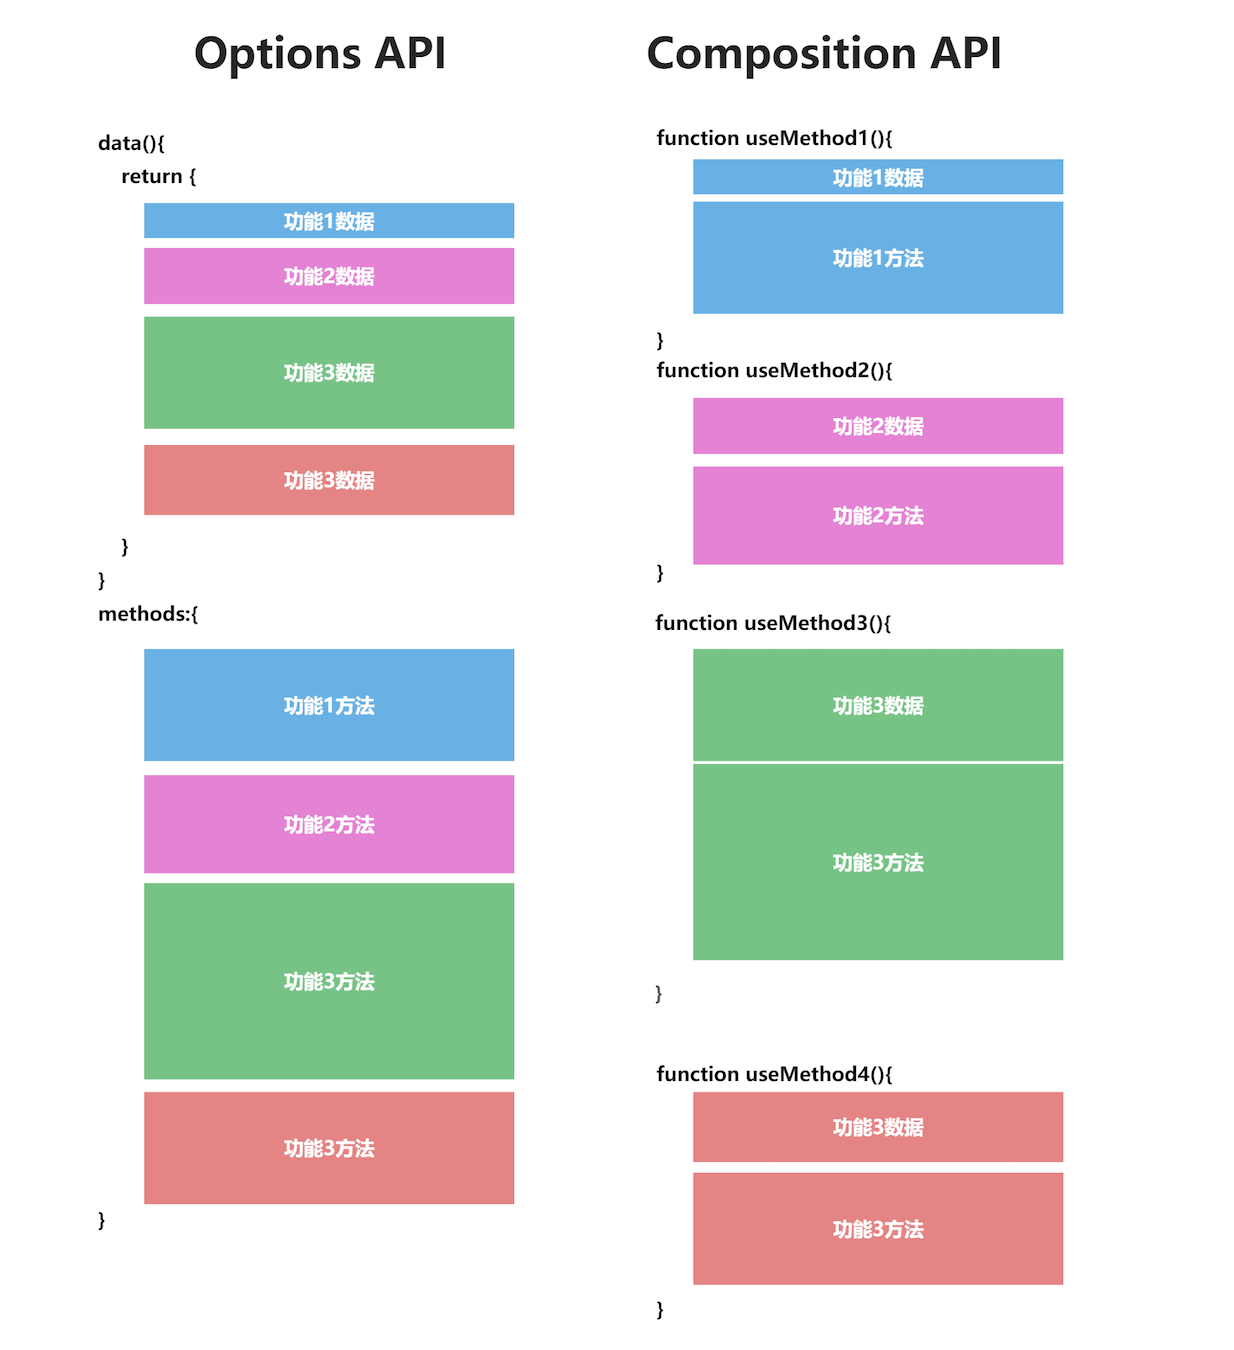 Options API
data(){
return {
功能1数据
功能2数据
功能3数据
功能3数据
}
}
methods:{
功能1方法
功能2方法
功能3方法
功能3方法
}
Composition API
function useMethod1(){
功能1数据
功能1方法
}
function useMethod2(){
功能2数据
功能2方法
}
function useMethod3(){
功能3数据
功能3方法
}
function useMethod4(){
功能3数据
功能3方法
}